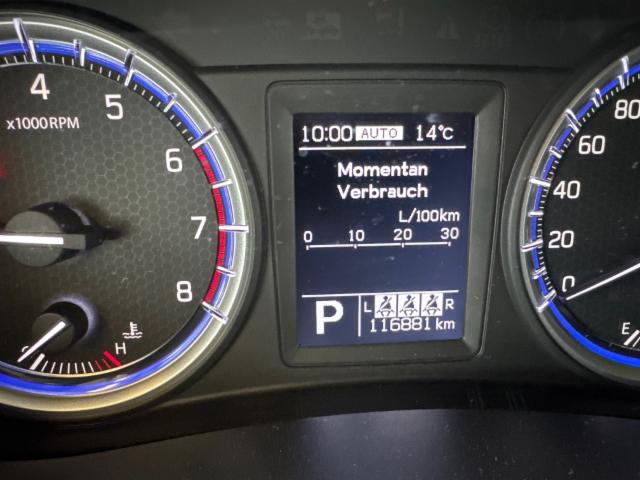 4
5
x1000RPM
6
7
8
H
10:00 AUTO 14°C
Momentan
Verbrauch
L/100km
0 10 20 30
P
L R
116881 km
80
60
40
20
0
E